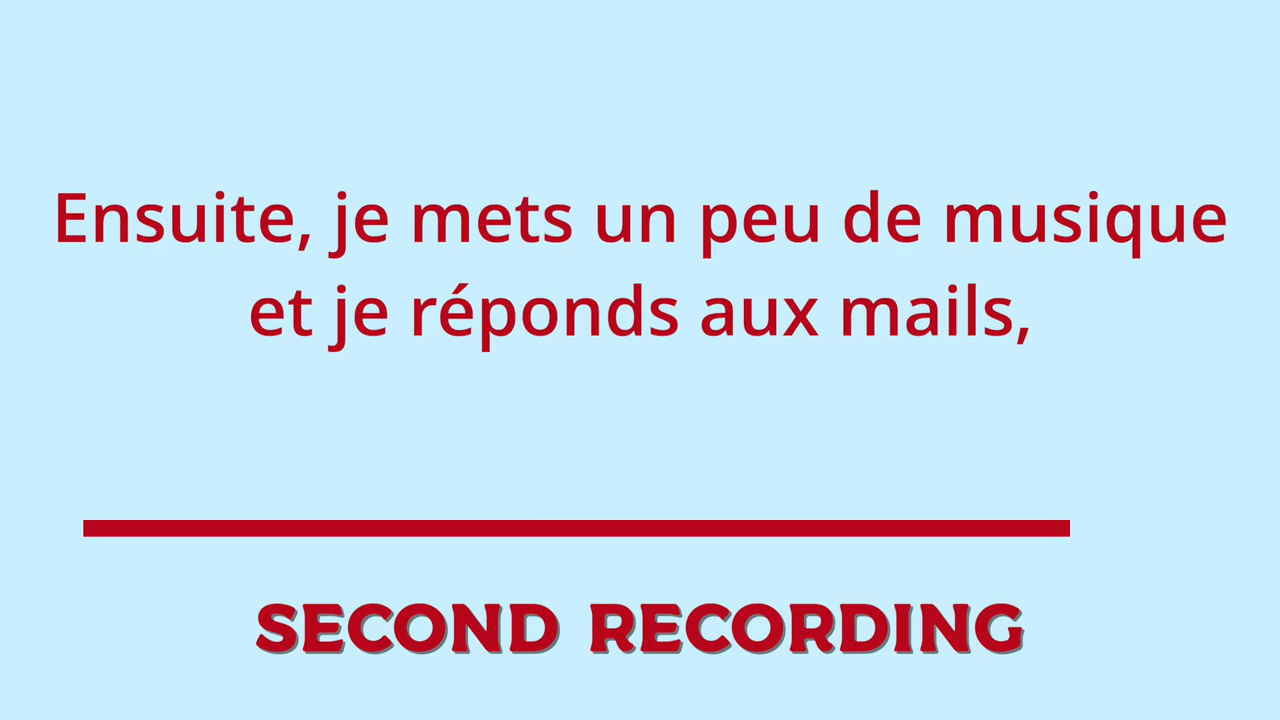 Ensuite, je mets un peu de musique
et je réponds aux mails,
SECOND RECORDING